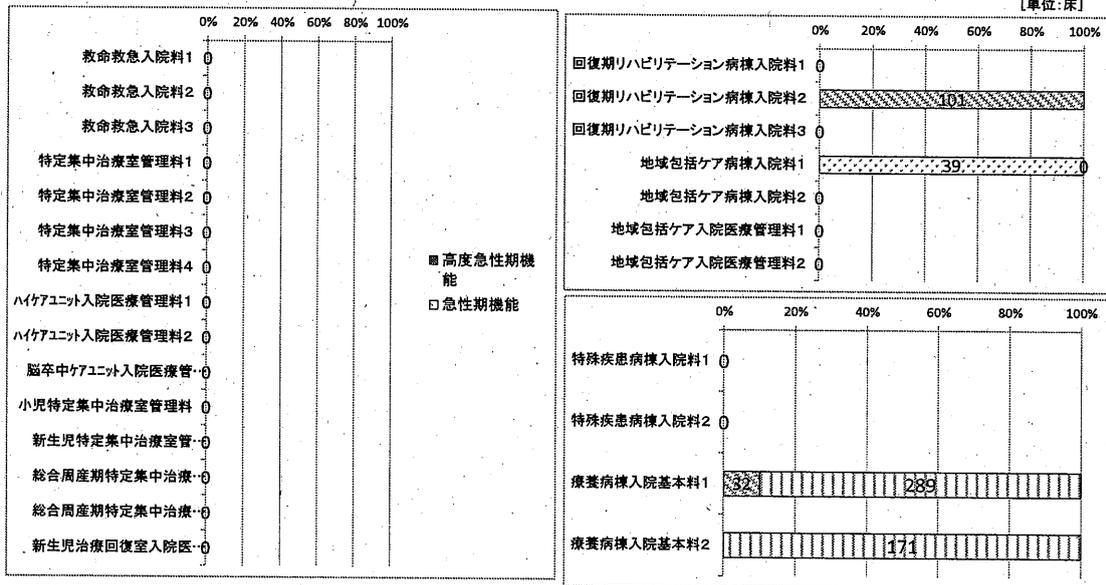 [単位:床]
0% 20% 40% 60% 80% 100%
救命救急入院料1 0
救命救急入院料2 0
救命救急入院料3 0
特定集中治療室管理料1 0
特定集中治療室管理料2 0
特定集中治療室管理料3 0
特定集中治療室管理料4 0
ハイケアユニット入院医療管理料1 0
ハイケアユニット入院医療管理料2 0
脳卒中ケアユニット入院医療管… 0
小児特定集中治療室管理料 0
新生児特定集中治療室管… 0
総合周産期特定集中治療… 0
総合周産期特定集中治療… 0
新生児治療回復室入院医… 0
高度急性期機
能
急性期機能
0% 20% 40% 60% 80% 100%
回復期リハビリテーション病棟入院料1 0
回復期リハビリテーション病棟入院料2 101
回復期リハビリテーション病棟入院料3 0
地域包括ケア病棟入院料1 39 0
地域包括ケア病棟入院料2 0
地域包括ケア入院医療管理料1 0
地域包括ケア入院医療管理料2 0
0% 20% 40% 60% 80% 100%
特殊疾患病棟入院料1 0
特殊疾患病棟入院料2 0
療養病棟入院基本料1 32 289
療養病棟入院基本料2 171